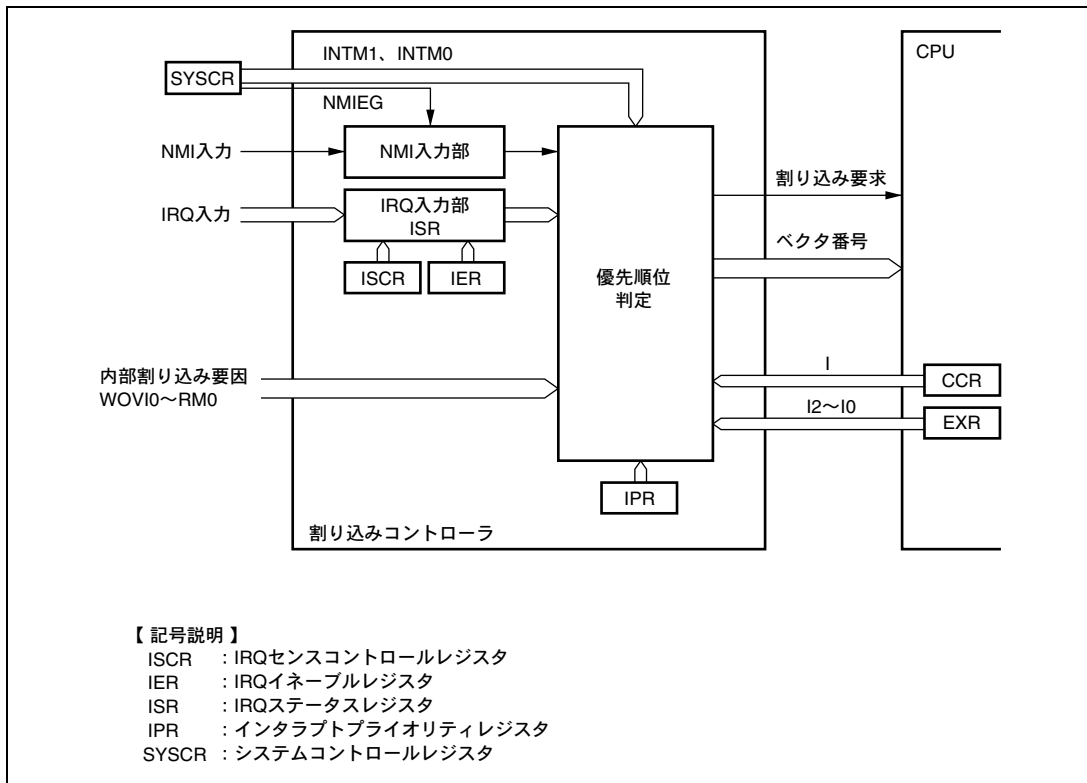 INTM1、INTM0
CPU
SYSCR
NMIEG
NMI入力
NMI入力部
割り込み要求
IRQ入力
IRQ入力部
ISR
ベクタ番号
ISCR
IER
優先順位
判定
内部割り込み要因
WOVI0～RM0
I
CCR
I2～I0
EXR
IPR
割り込みコントローラ
【 記号説明 】
ISCR ：IRQセンスコントロールレジスタ
IER ：IRQイネーブルレジスタ
ISR ：IRQステータスレジスタ
IPR ：インタラプトプライオリティレジスタ
SYSCR ：システムコントロールレジスタ